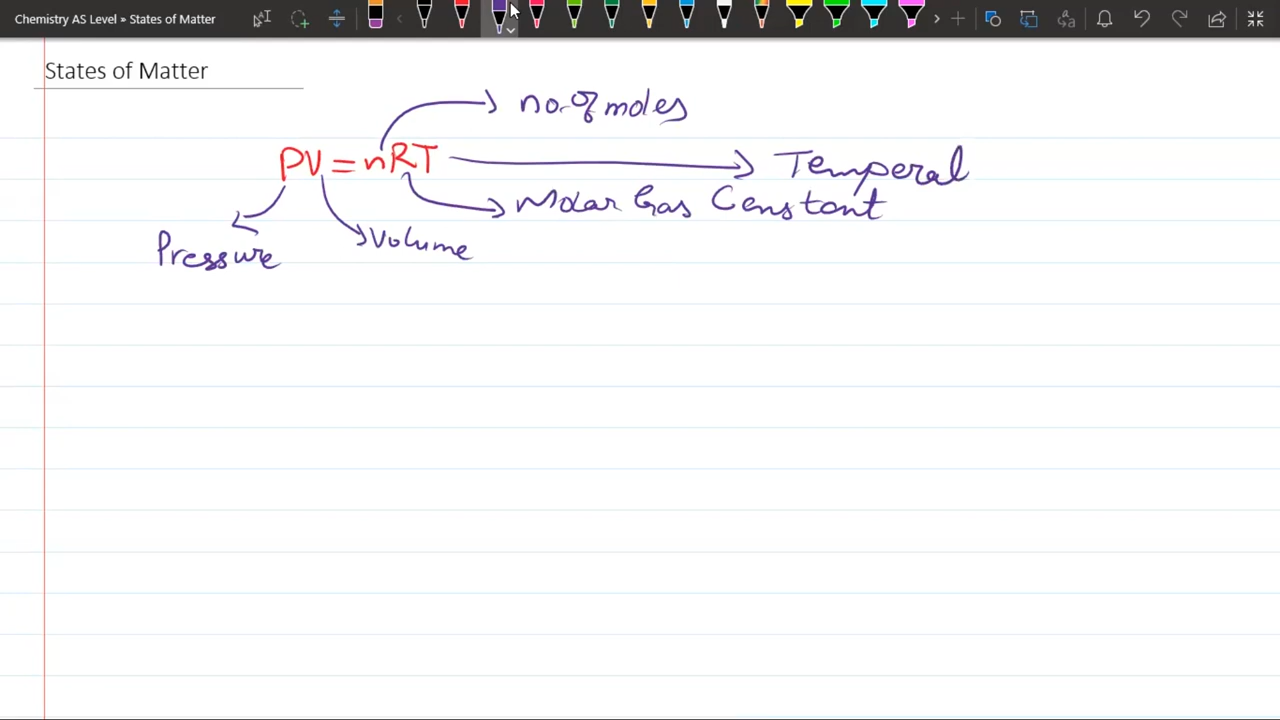 Chemistry AS Level » States of Matter
States of Matter
no. of moles
PV = nRT
Temperal
Molar Gas Constant
Pressure
Volume